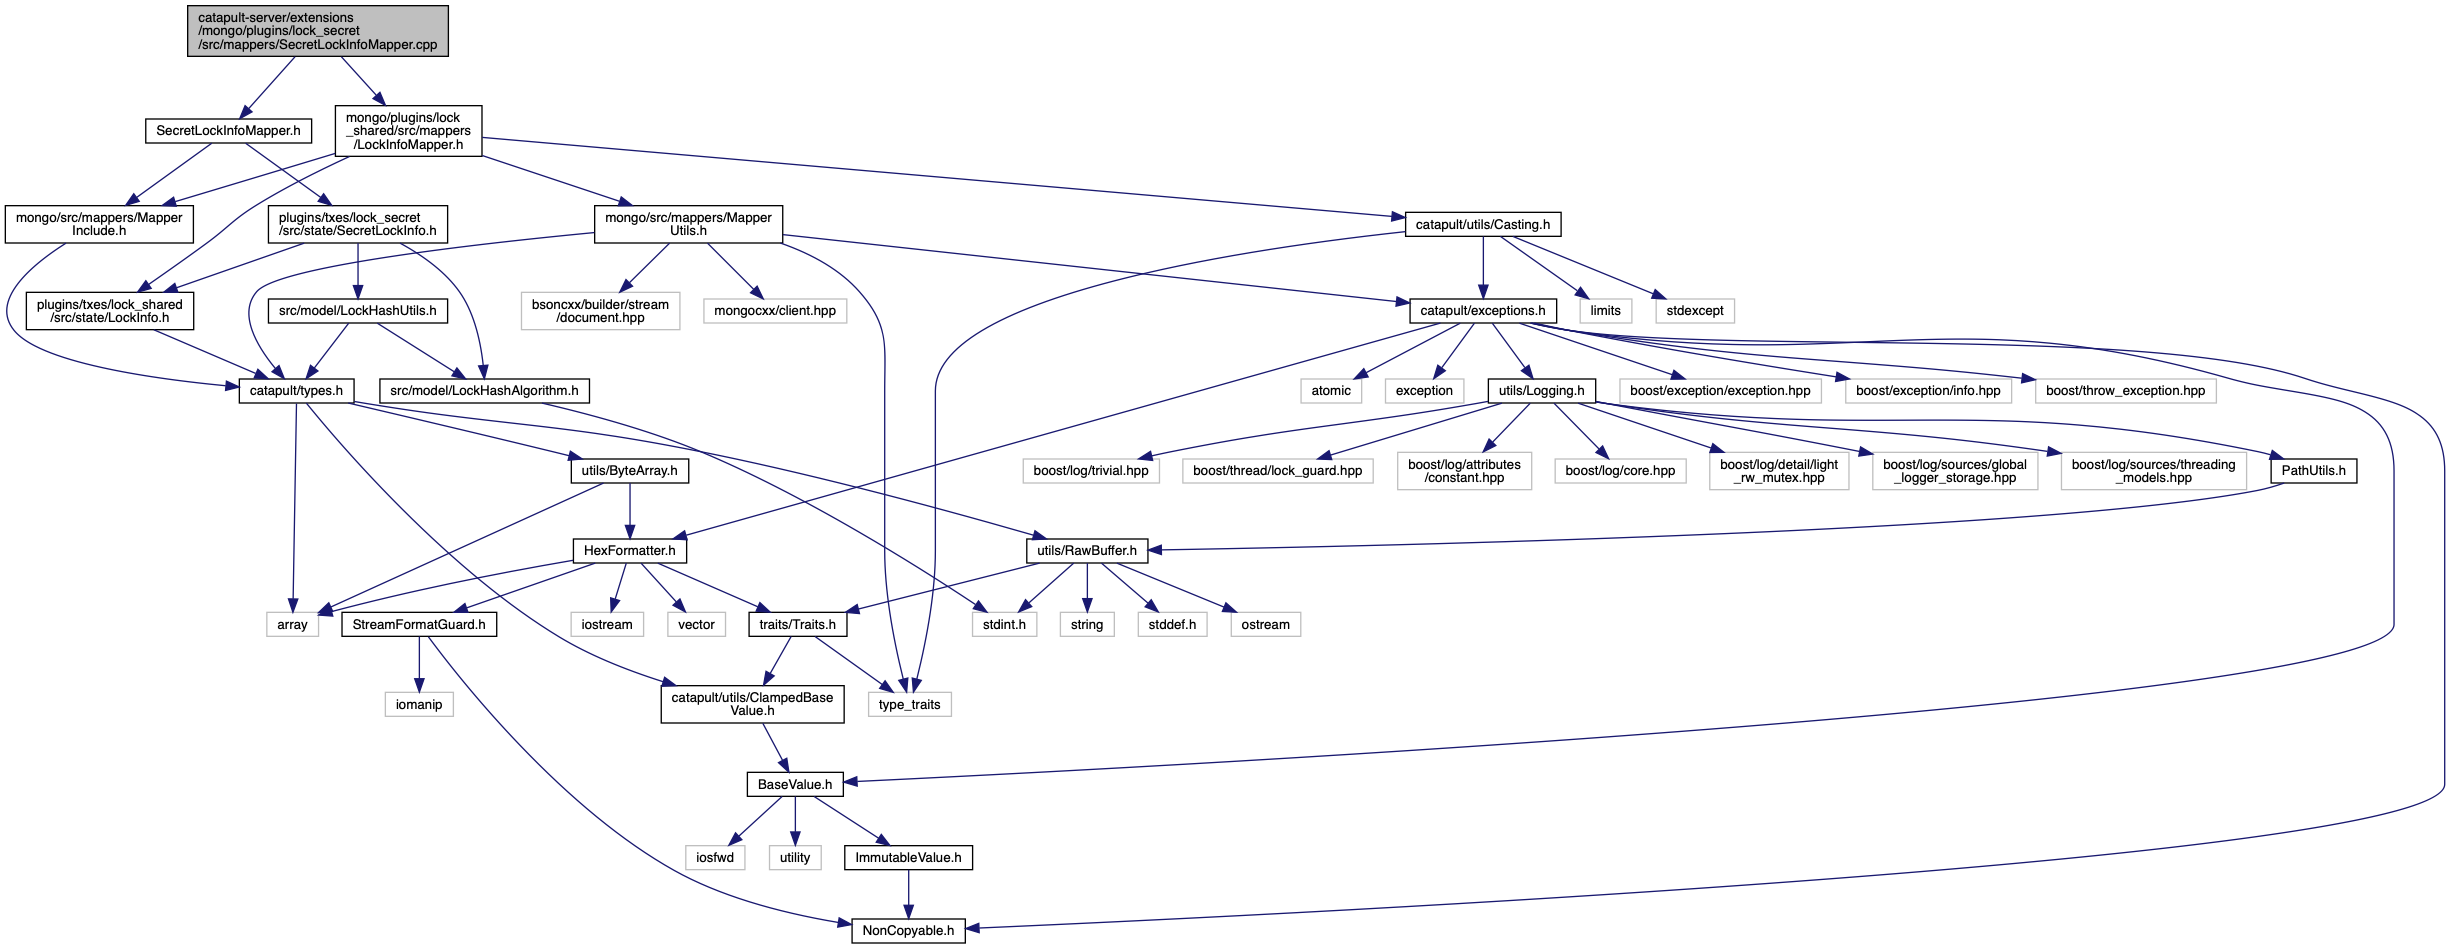 catapult-server/extensions
/mongo/plugins/lock_secret
/src/mappers/SecretLockInfoMapper.cpp
SecretLockInfoMapper.h
mongo/plugins/lock
_shared/src/mappers
/LockInfoMapper.h
mongo/src/mappers/Mapper
Include.h
plugins/txes/lock_secret
/src/state/SecretLockInfo.h
mongo/src/mappers/Mapper
Utils.h
catapult/utils/Casting.h
plugins/txes/lock_shared
/src/state/LockInfo.h
src/model/LockHashUtils.h
bsoncxx/builder/stream
/document.hpp
mongocxx/client.hpp
catapult/exceptions.h
limits
stdexcept
catapult/types.h
src/model/LockHashAlgorithm.h
atomic
exception
utils/Logging.h
boost/exception/exception.hpp
boost/exception/info.hpp
boost/throw_exception.hpp
utils/ByteArray.h
boost/log/trivial.hpp
boost/thread/lock_guard.hpp
boost/log/attributes
/constant.hpp
boost/log/core.hpp
boost/log/detail/light
_rw_mutex.hpp
boost/log/sources/global
_logger_storage.hpp
boost/log/sources/threading
_models.hpp
PathUtils.h
HexFormatter.h
utils/RawBuffer.h
array
StreamFormatGuard.h
iostream
vector
traits/Traits.h
stdint.h
string
stddef.h
ostream
iomanip
catapult/utils/ClampedBase
Value.h
type_traits
BaseValue.h
iosfwd
utility
ImmutableValue.h
NonCopyable.h